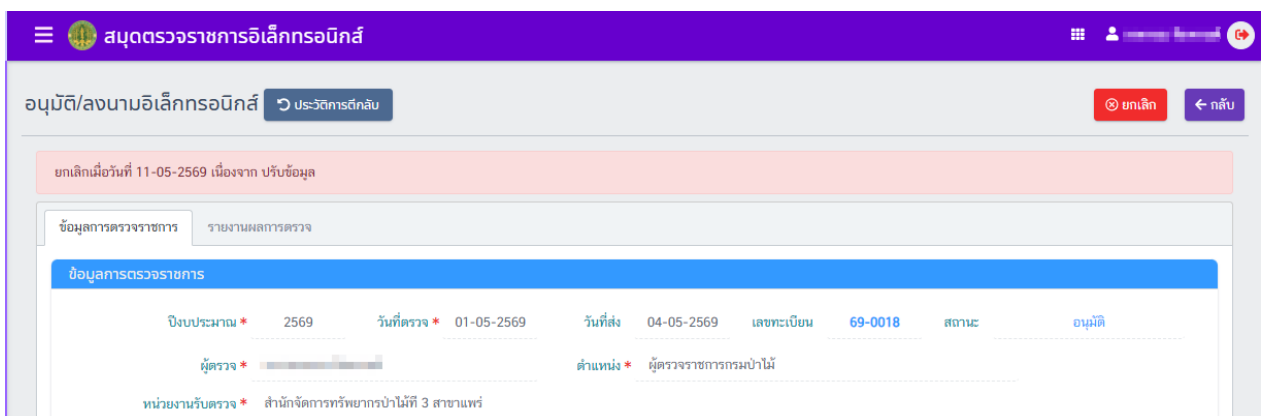 สมุดตรวจราชการอิเล็กทรอนิกส์
อนุมัติ/ลงนามอิเล็กทรอนิกส์ ประวัติการตีกลับ ยกเลิก กลับ
ยกเลิกเมื่อวันที่ 11-05-2569 เนื่องจาก ปรับข้อมูล
ข้อมูลการตรวจราชการ รายงานผลการตรวจ
ข้อมูลการตรวจราชการ
ปีงบประมาณ * 2569 วันที่ตรวจ * 01-05-2569 วันที่ส่ง 04-05-2569 เลขทะเบียน 69-0018 สถานะ อนุมัติ
ผู้ตรวจ * ตำแหน่ง * ผู้ตรวจราชการกรมป่าไม้
หน่วยงานรับตรวจ * สำนักจัดการทรัพยากรป่าไม้ที่ 3 สาขาแพร่